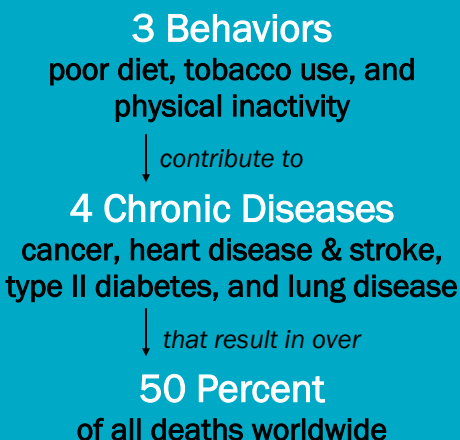 3 Behaviors
poor diet, tobacco use, and
physical inactivity
contribute to
4 Chronic Diseases
cancer, heart disease & stroke,
type II diabetes, and lung disease
that result in over
50 Percent
of all deaths worldwide